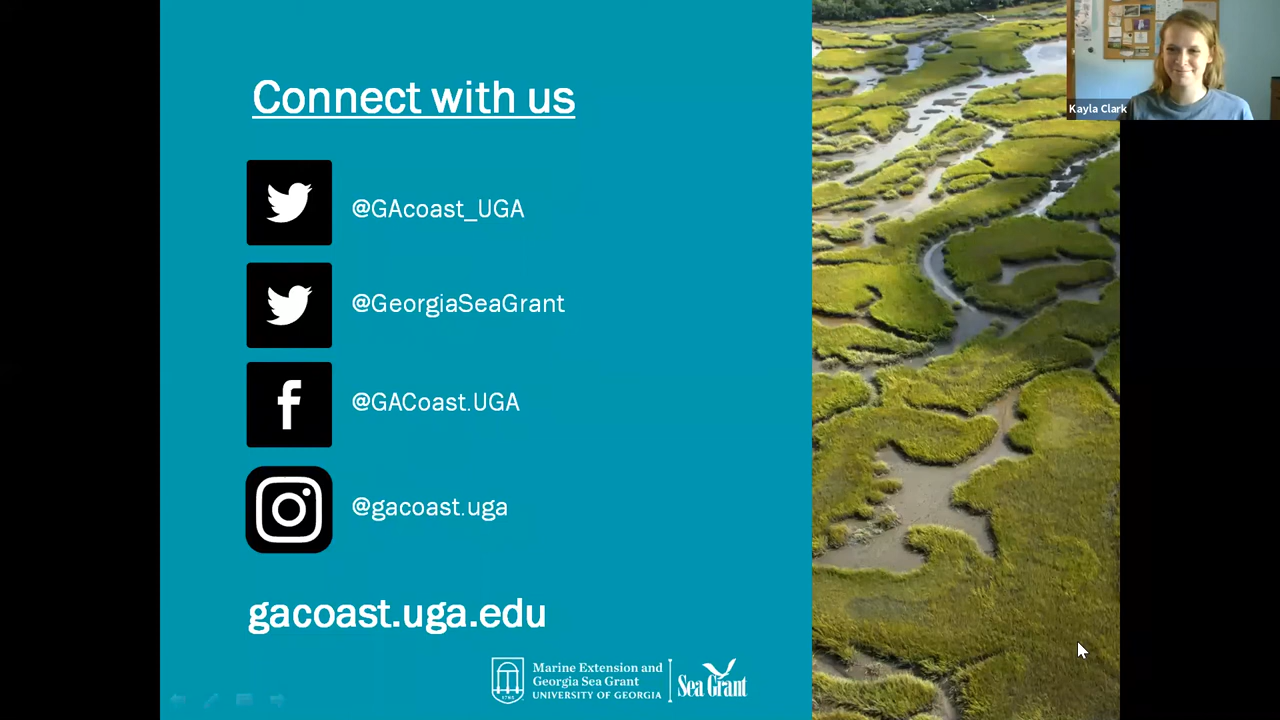 Connect with us
@GAcoast_UGA
@GeorgiaSeaGrant
@GACoast.UGA
@gacoast.uga
gacoast.uga.edu
Marine Extension and
Georgia Sea Grant
UNIVERSITY OF GEORGIA
Sea Grant
1785
Kayla Clark